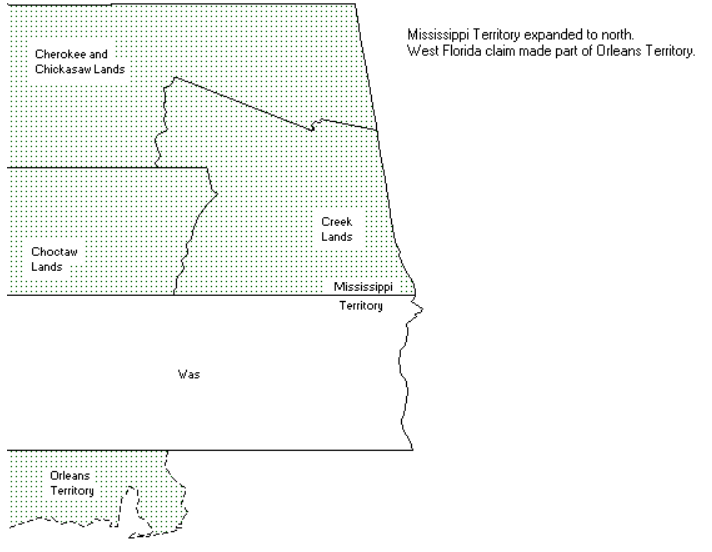 Mississippi Territory expanded to north.
West Florida claim made part of Orleans Territory.
Cherokee and
Chickasaw Lands
Creek
Lands
Choctaw
Lands
Mississippi
Territory
Was
Orleans
Territory